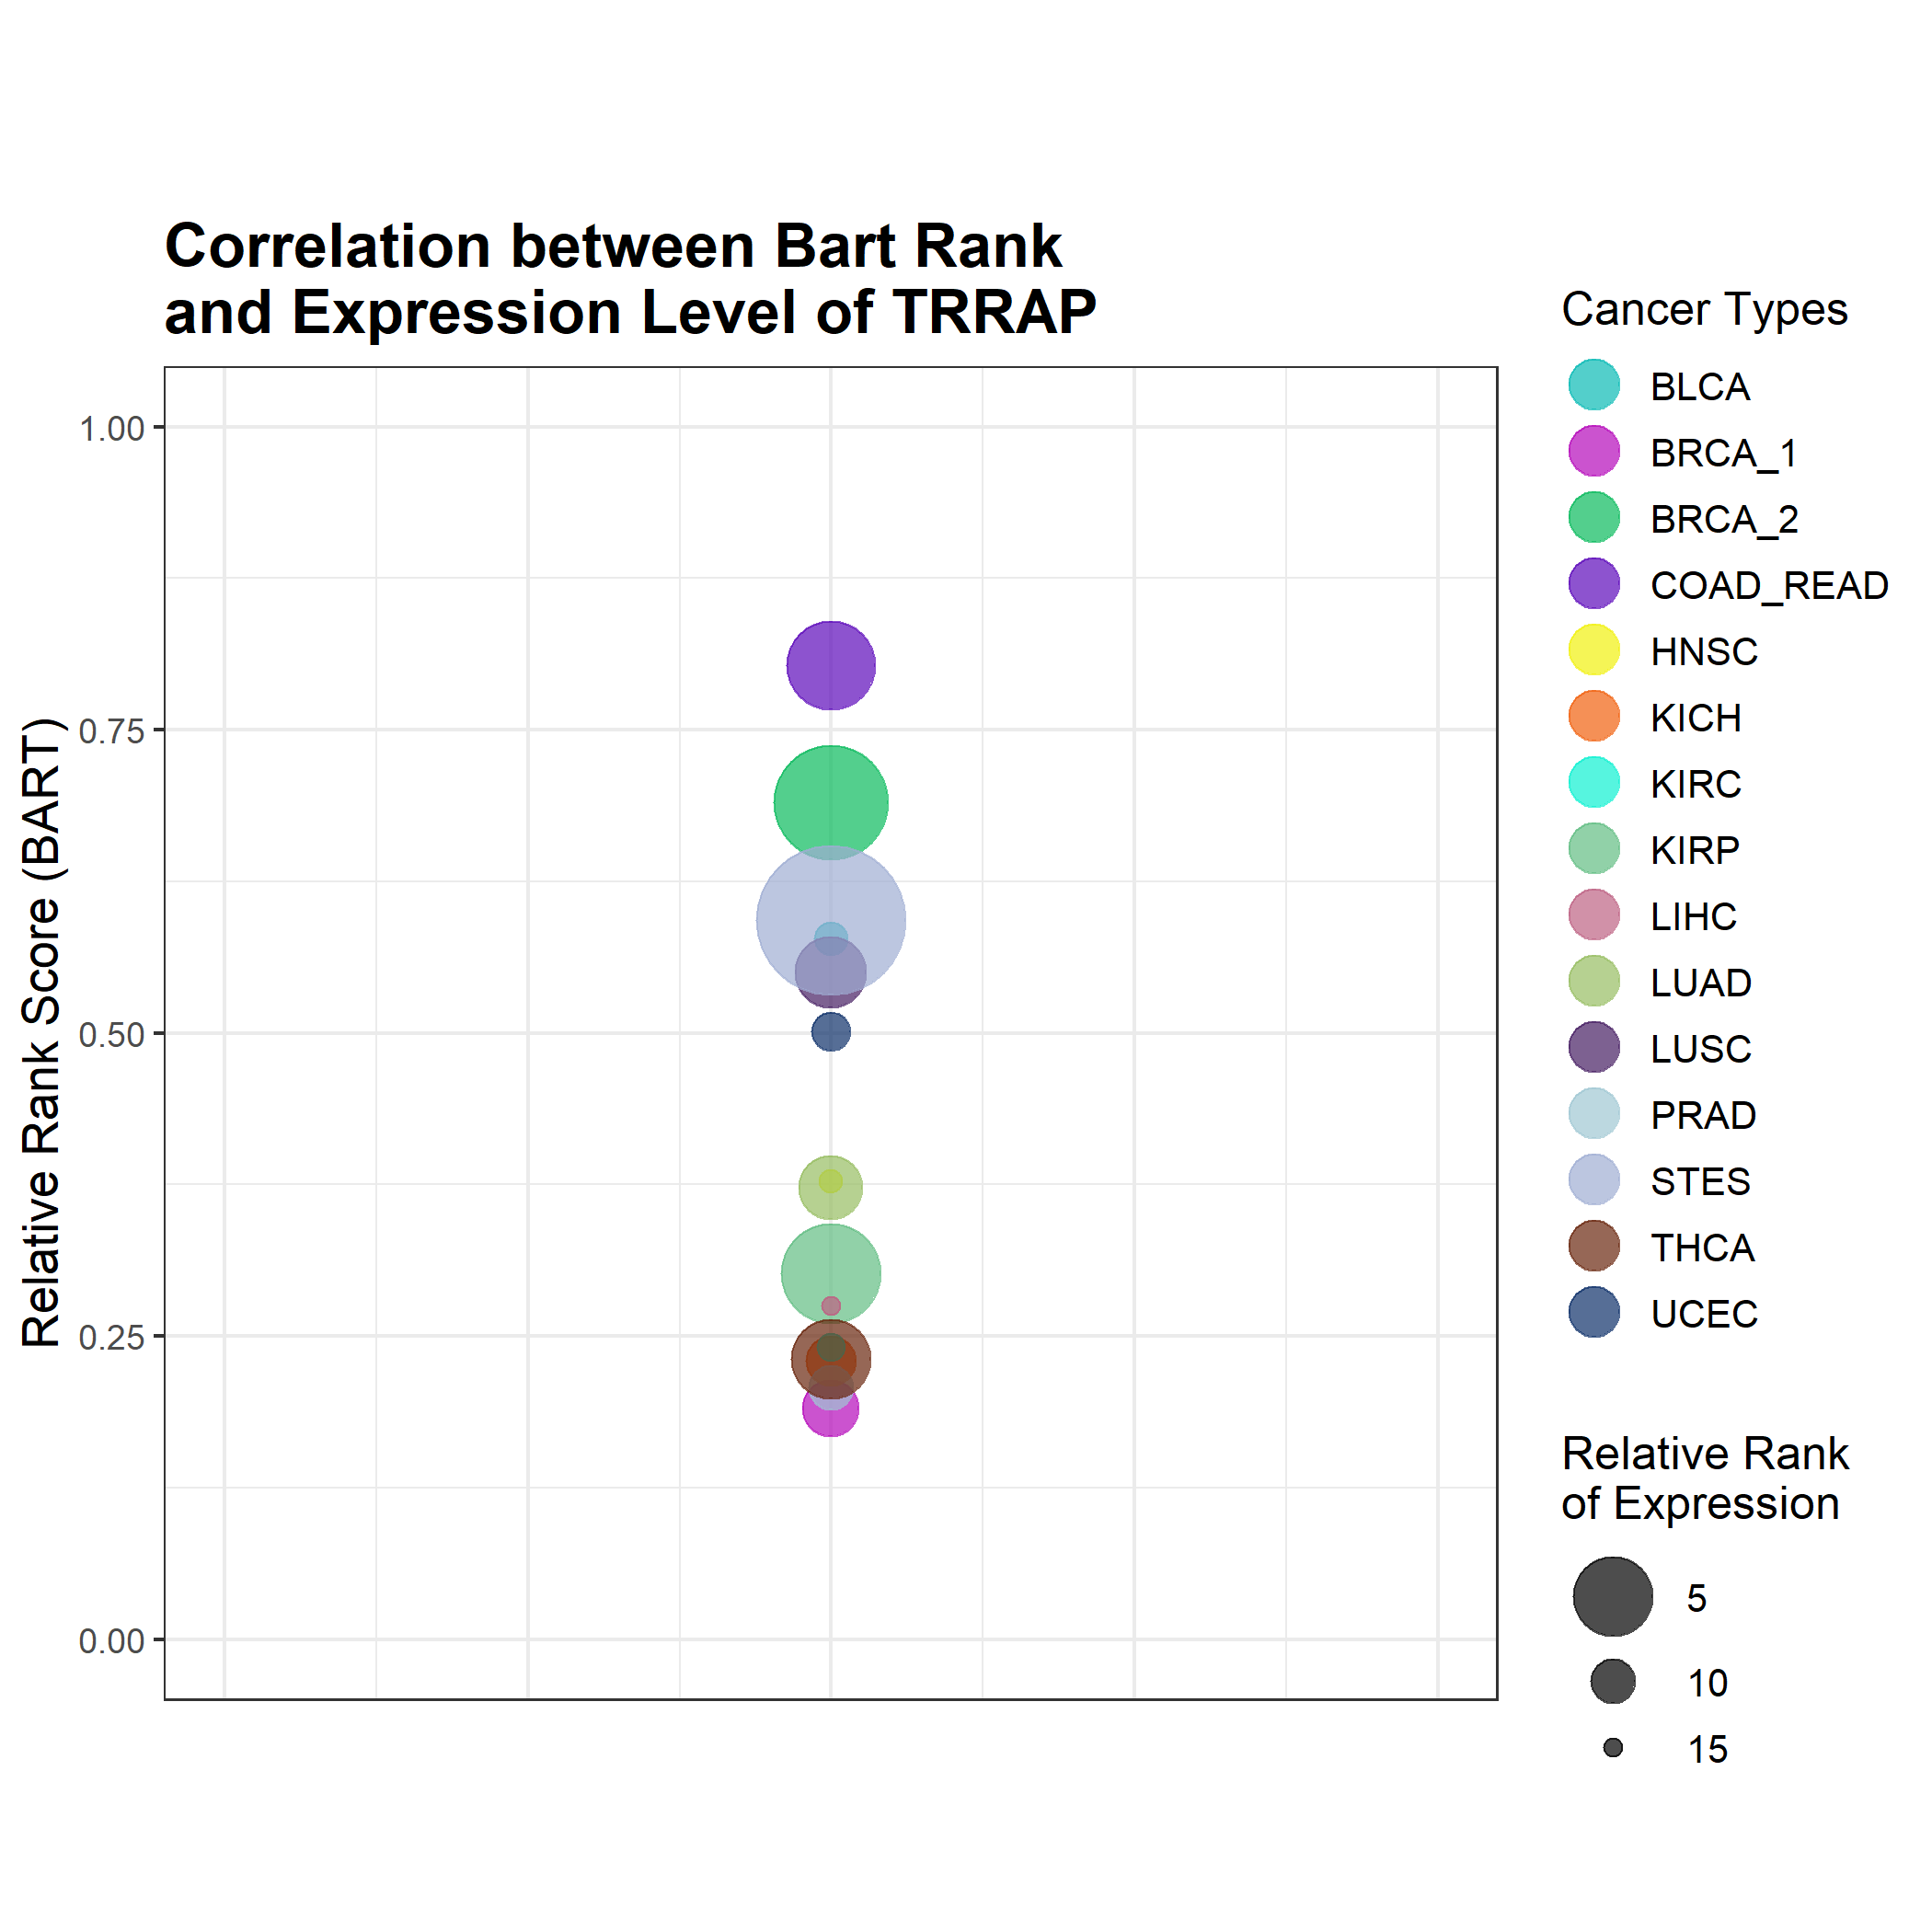 Correlation between Bart Rank
and Expression Level of TRRAP
Relative Rank Score (BART)
1.00
0.75
0.50
0.25
0.00
Cancer Types
BLCA
BRCA_1
BRCA_2
COAD_READ
HNSC
KICH
KIRC
KIRP
LIHC
LUAD
LUSC
PRAD
STES
THCA
UCEC
Relative Rank
of Expression
5
10
15